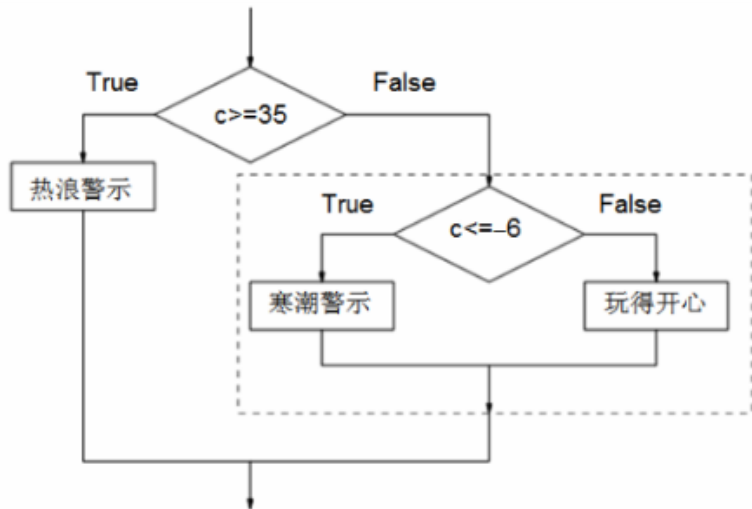 True
False
c>=35
热浪警示
True
False
c<=–6
寒潮警示
玩得开心